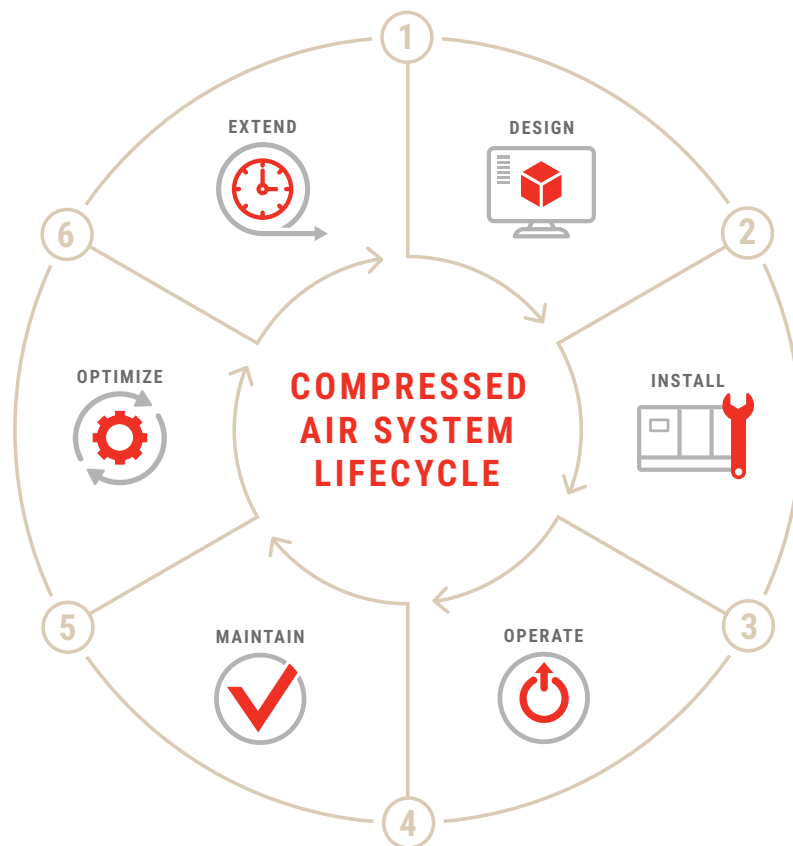 1
EXTEND
DESIGN
6
2
OPTIMIZE
COMPRESSED
AIR SYSTEM
LIFECYCLE
INSTALL
5
3
MAINTAIN
OPERATE
4